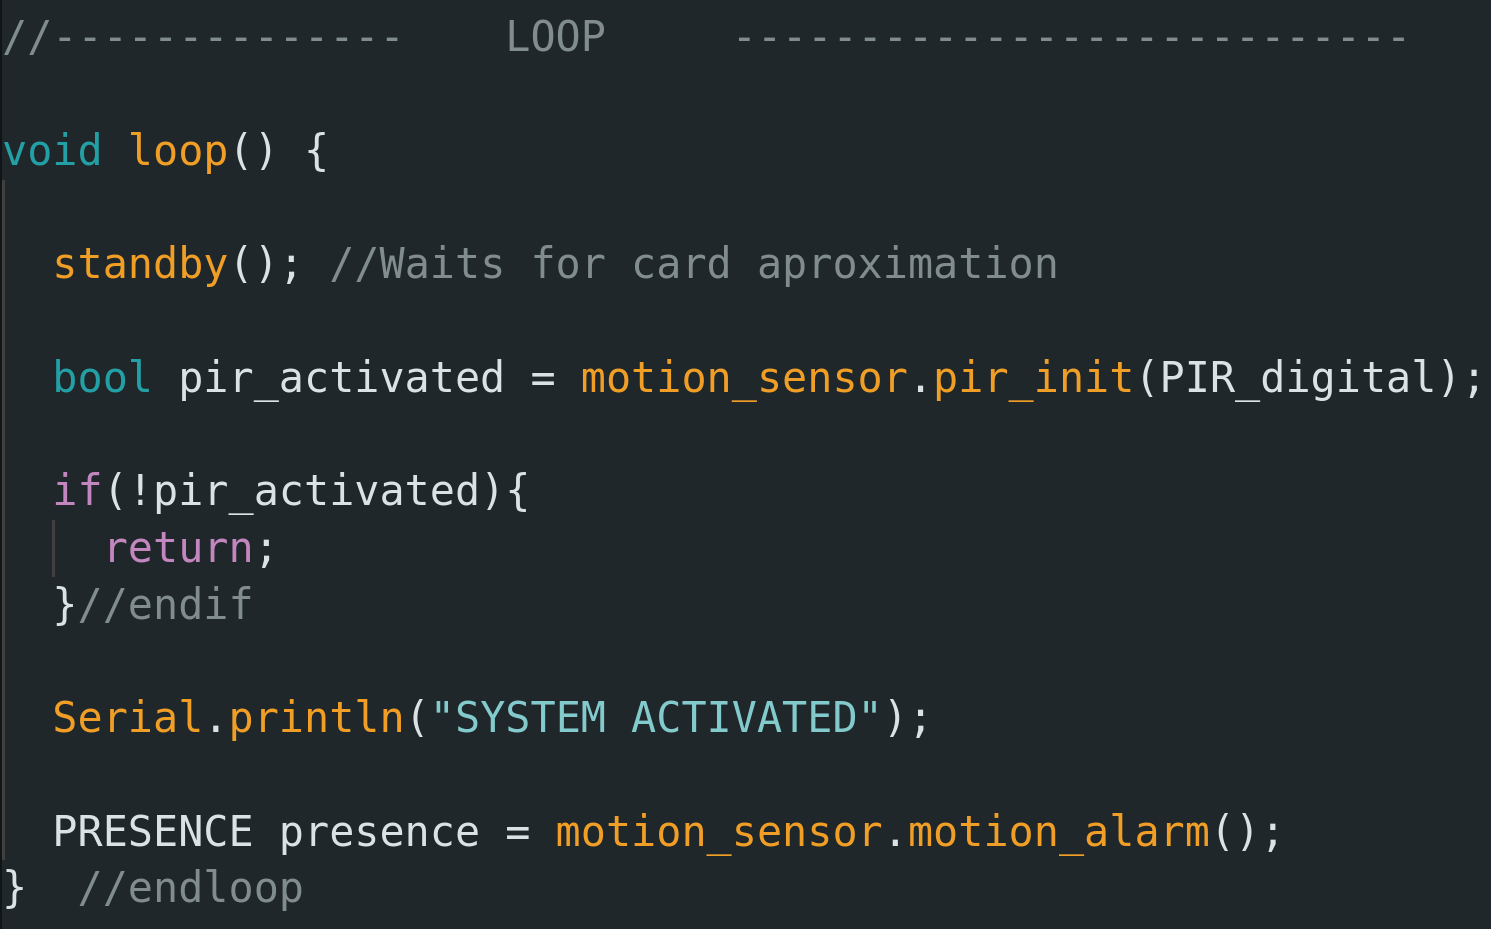 //--------------    LOOP     ---------------------------
void loop() {
  standby(); //Waits for card aproximation
  bool pir_activated = motion_sensor.pir_init(PIR_digital);
  if(!pir_activated){
    return;
  }//endif
  Serial.println("SYSTEM ACTIVATED");
  PRESENCE presence = motion_sensor.motion_alarm();
}  //endloop